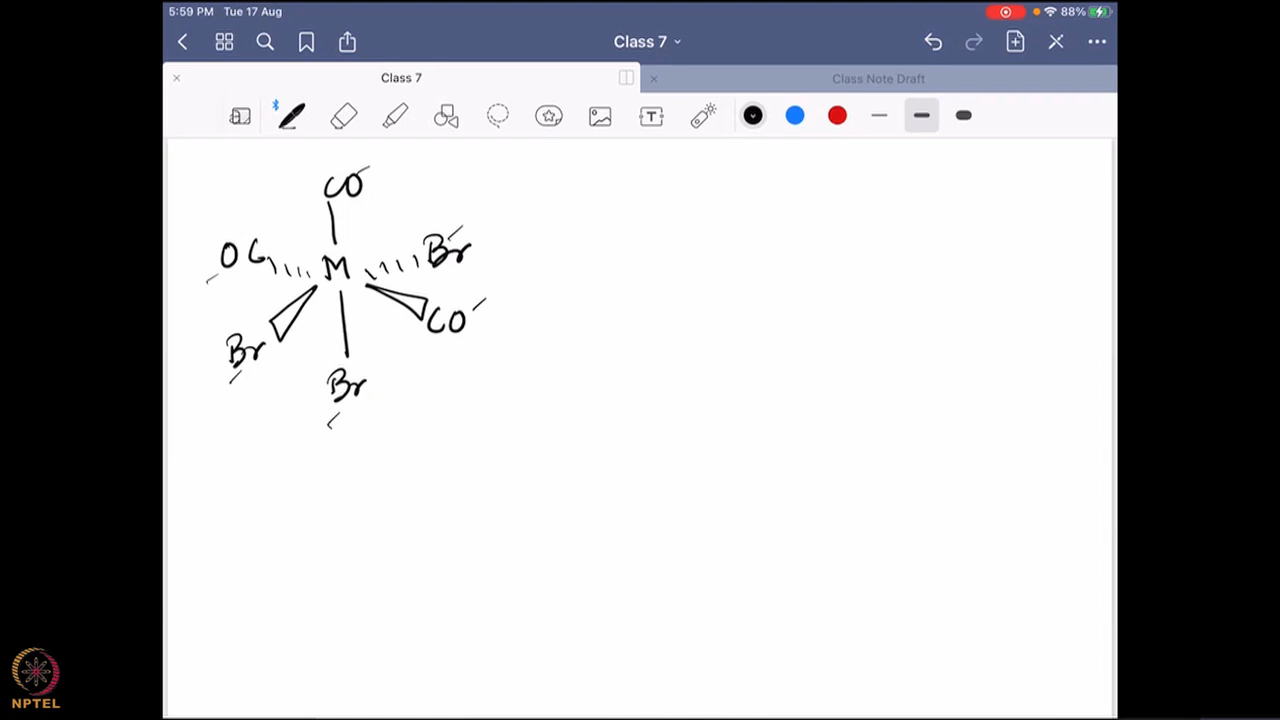 5:59 PM Tue 17 Aug
88%
Class 7
Class 7
Class Note Draft
T
CO
OC M Br
CO
Br
Br
NPTEL